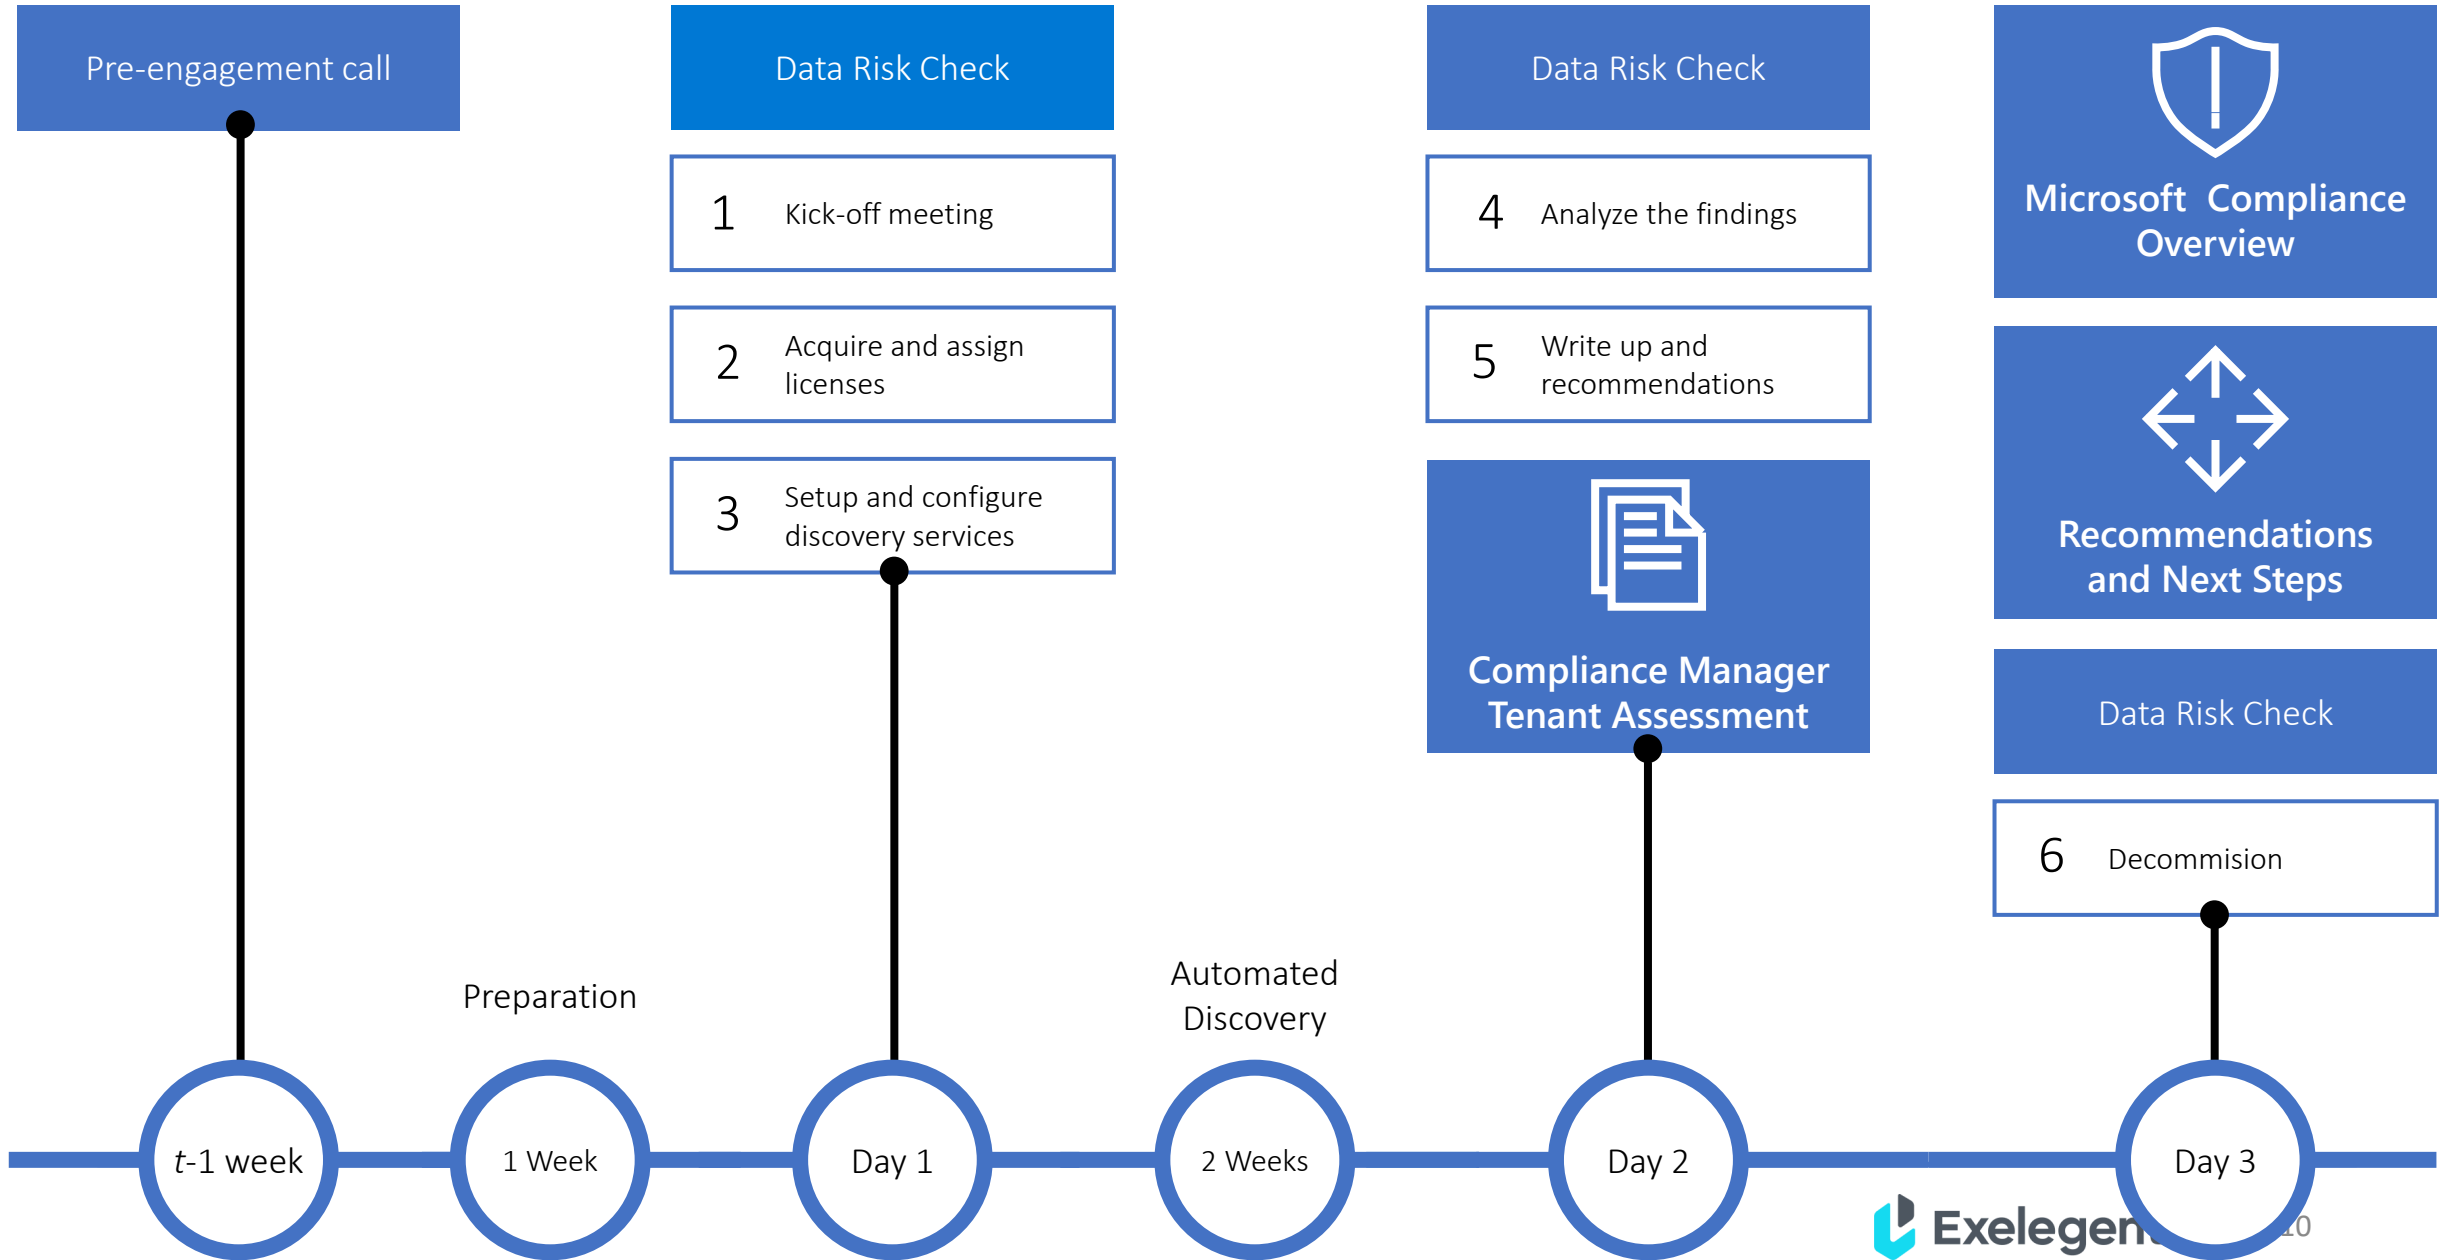 Pre-engagement call
Data Risk Check
1 Kick-off meeting
2 Acquire and assign
licenses
3 Setup and configure
discovery services
Data Risk Check
4 Analyze the findings
5 Write up and
recommendations
Compliance Manager
Tenant Assessment
Microsoft Compliance
Overview
Recommendations
and Next Steps
Data Risk Check
6 Decommision
Preparation
Automated
Discovery
t-1 week
1 Week
Day 1
2 Weeks
Day 2
Day 3